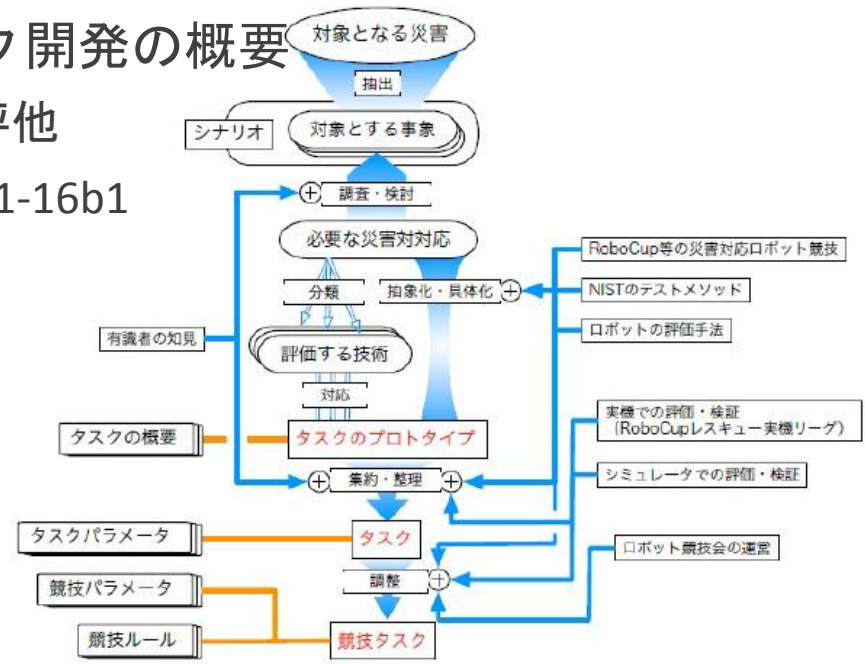 ク開発の概要
評他
1-16b1
対象となる災害
抽出
シナリオ
対象とする事象
調査・検討
必要な災害対対応
分類
抽象化・具体化
有識者の知見
評価する技術
対応
タスクの概要
タスクのプロトタイプ
集約・整理
タスクパラメータ
タスク
調整
競技パラメータ
競技ルール
競技タスク
RoboCup等の災害対応ロボット競技
NISTのテストメソッド
ロボットの評価手法
実機での評価・検証
(RoboCupレスキュー実機リーグ)
シミュレータでの評価・検証
ロボット競技会の運営